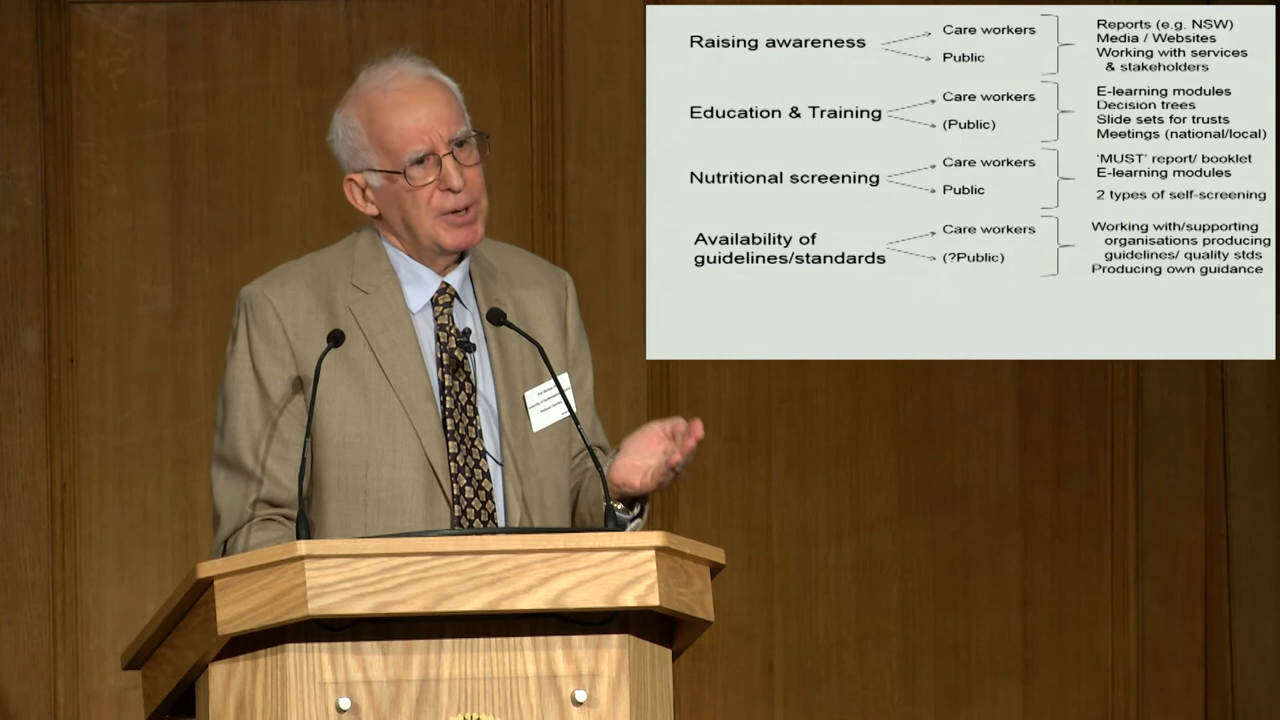 Raising awareness
Care workers
Public
Reports (e.g. NSW)
Media / Websites
Working with services
& stakeholders
Education & Training
Care workers
(Public)
E-learning modules
Decision trees
Slide sets for trusts
Meetings (national/local)
Nutritional screening
Care workers
Public
‘MUST’ report/ booklet
E-learning modules
2 types of self-screening
Availability of
guidelines/standards
Care workers
(?Public)
Working with/supporting
organisations producing
guidelines/ quality stds
Producing own guidance